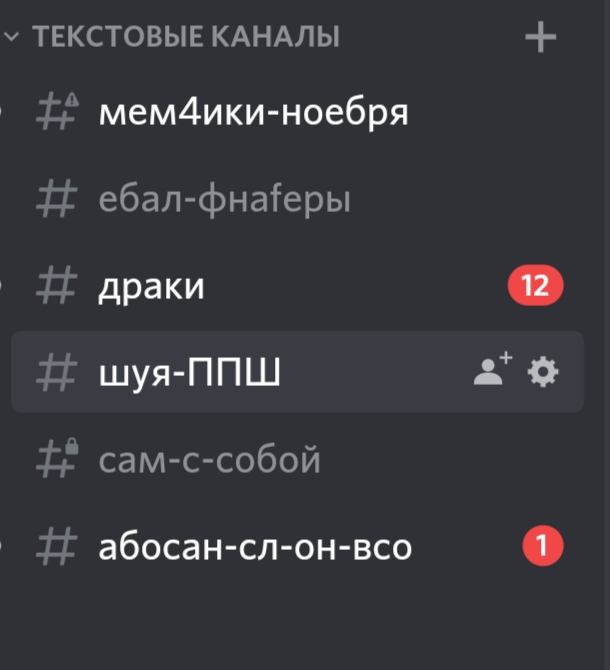 ТЕКСТОВЫЕ КАНАЛЫ
мем4ики-ноебря
ебал-фнаfеры
драки 12
шуя-ППШ
сам-с-собой
абосан-сл-он-всо 1